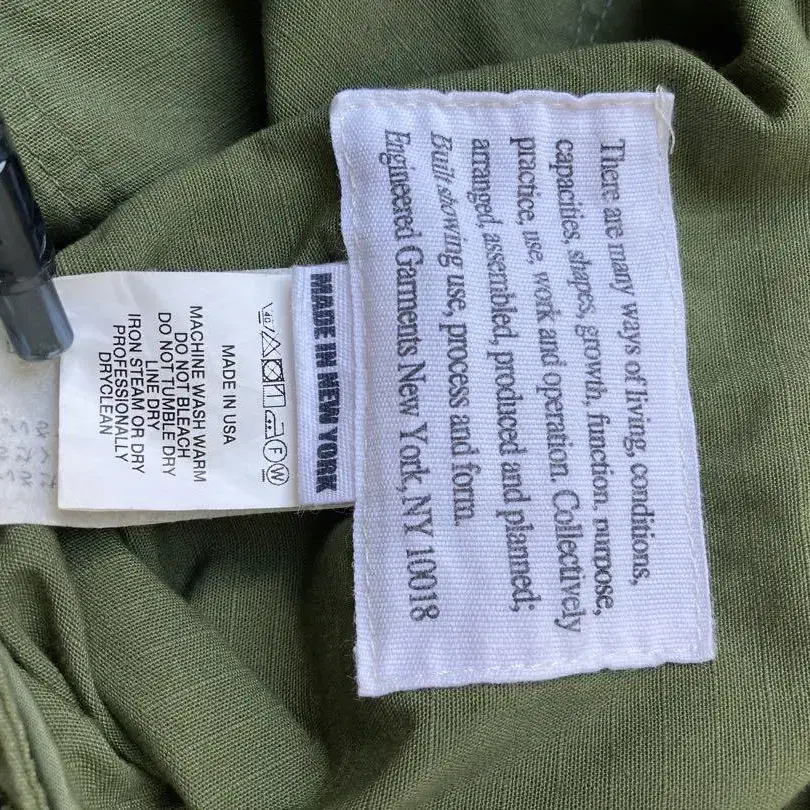 There are many ways of living, conditions,
capacities, shapes, growth, function, purpose,
practice, use, work and operation. Collectively
arranged, assembled, produced and planned;
Built showing use, process and form.
Engineered Garments New York, NY 10018
MADE IN NEW YORK
40
F
W
MADE IN USA
MACHINE WASH WARM
DO NOT BLEACH
DO NOT TUMBLE DRY
LINE DRY
IRON STEAM OR DRY
PROFESSIONALLY
DRYCLEAN